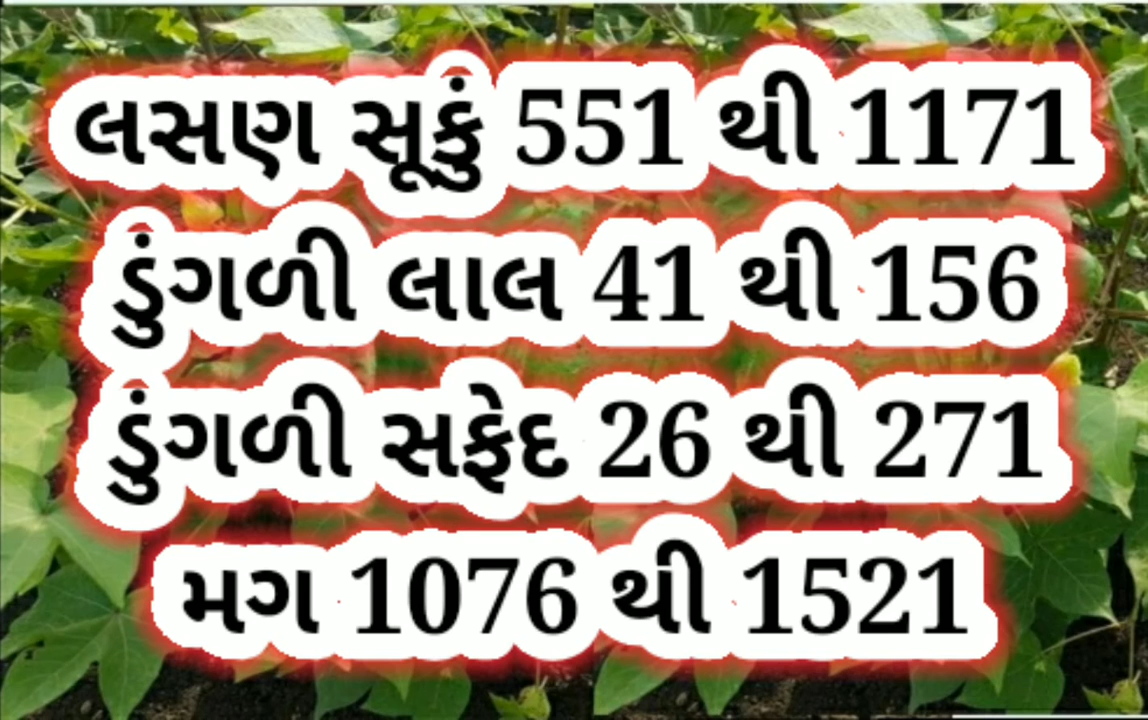 લસણ સૂકું 551 થી 1171
ડુંગળી લાલ 41 થી 156
ડુંગળી સફેદ 26 થી 271
મગ 1076 થી 1521